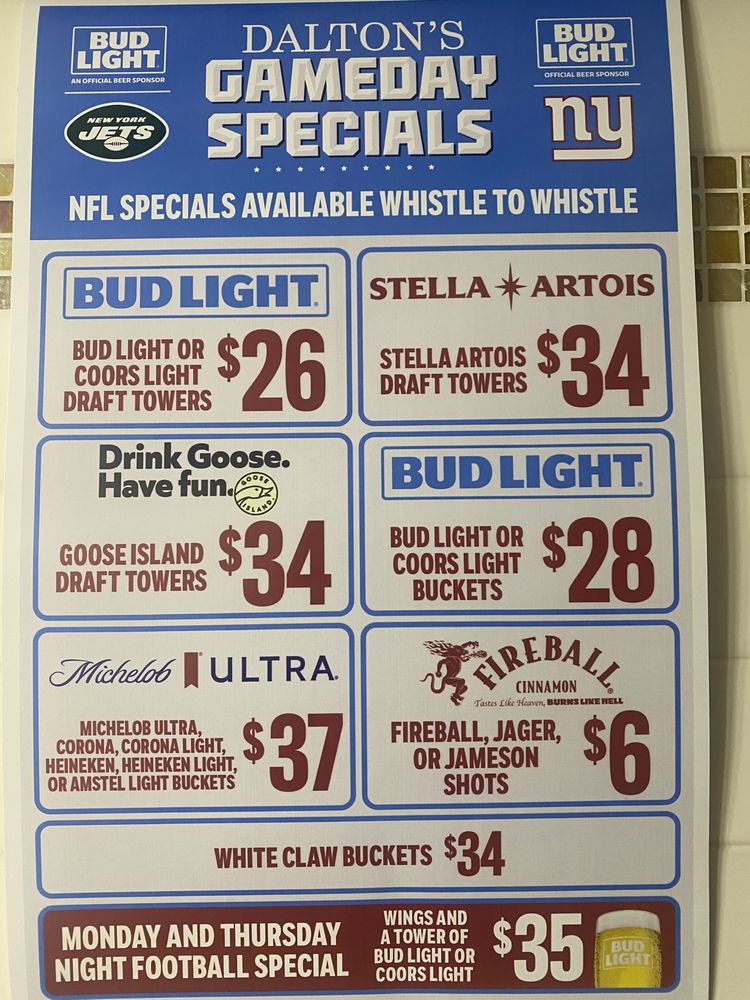 BUD LIGHT
AN OFFICIAL BEER SPONSOR
NEW YORK
JETS
DALTON'S
GAMEDAY
SPECIALS
BUD LIGHT
OFFICIAL BEER SPONSOR
ny
NFL SPECIALS AVAILABLE WHISTLE TO WHISTLE
BUD LIGHT
BUD LIGHT OR
COORS LIGHT
DRAFT TOWERS
$26
STELLA ARTOIS
STELLA ARTOIS
DRAFT TOWERS
$34
Drink Goose.
Have fun.
GOOSE
ISLAND
GOOSE ISLAND
DRAFT TOWERS
$34
BUD LIGHT
BUD LIGHT OR
COORS LIGHT
BUCKETS
$28
Michelob ULTRA
MICHELOB ULTRA,
CORONA, CORONA LIGHT,
HEINEKEN, HEINEKEN LIGHT,
OR AMSTEL LIGHT BUCKETS
$37
FIREBALL
CINNAMON
Tastes Like Heaven, BURNS LIKE HELL
FIREBALL, JAGER,
OR JAMESON
SHOTS
$6
WHITE CLAW BUCKETS $34
MONDAY AND THURSDAY
NIGHT FOOTBALL SPECIAL
WINGS AND
A TOWER OF
BUD LIGHT OR
COORS LIGHT
$35
BUD
LIGHT